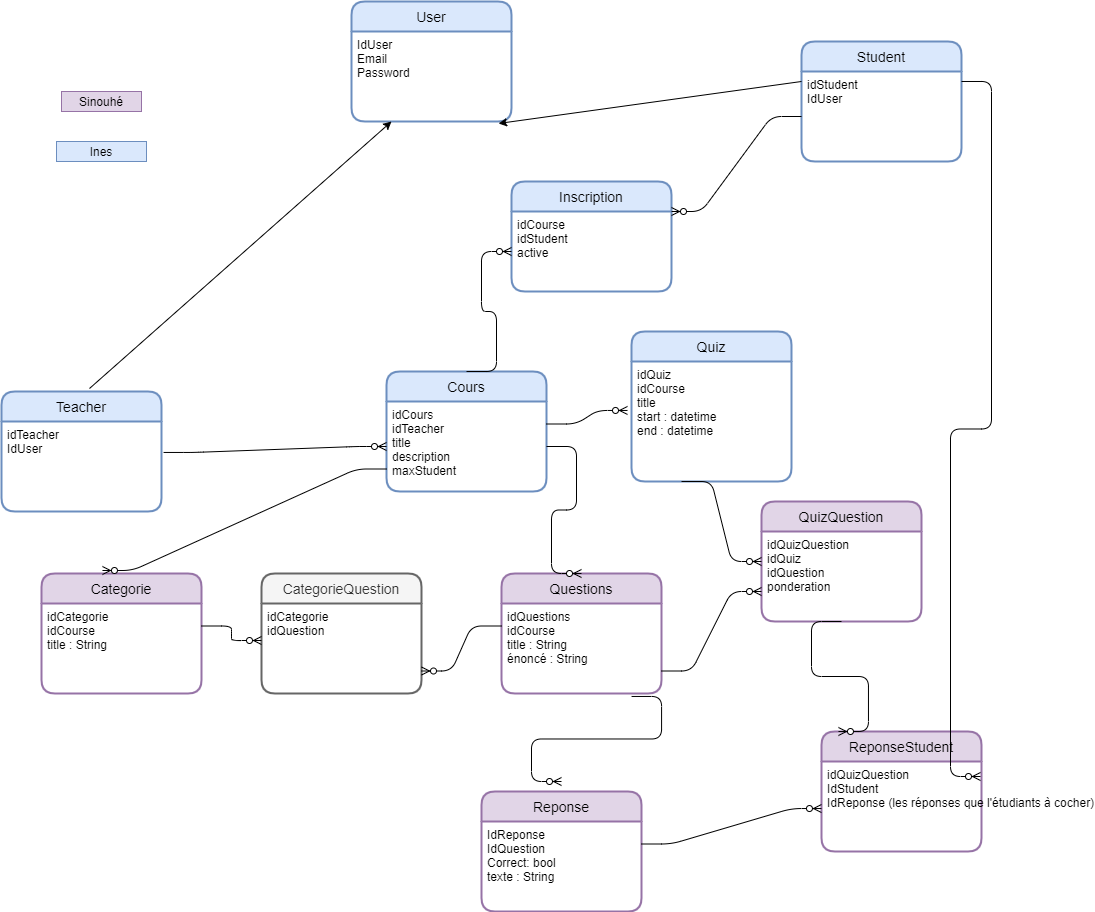 User
IdUser
Email
Password
Student
idStudent
IdUser
Sinouhé
Ines
Inscription
idCourse
idStudent
active
Quiz
idQuiz
idCourse
title
start : datetime
end : datetime
Teacher
idTeacher
IdUser
Cours
idCours
idTeacher
title
description
maxStudent
QuizQuestion
idQuizQuestion
idQuiz
idQuestion
ponderation
Categorie
idCategorie
idCourse
title : String
CategorieQuestion
idCategorie
idQuestion
Questions
idQuestions
idCourse
title : String
énoncé : String
ReponseStudent
idQuizQuestion
IdStudent
IdReponse (les réponses que l'étudiants à cocher)
Reponse
IdReponse
IdQuestion
Correct: bool
texte : String